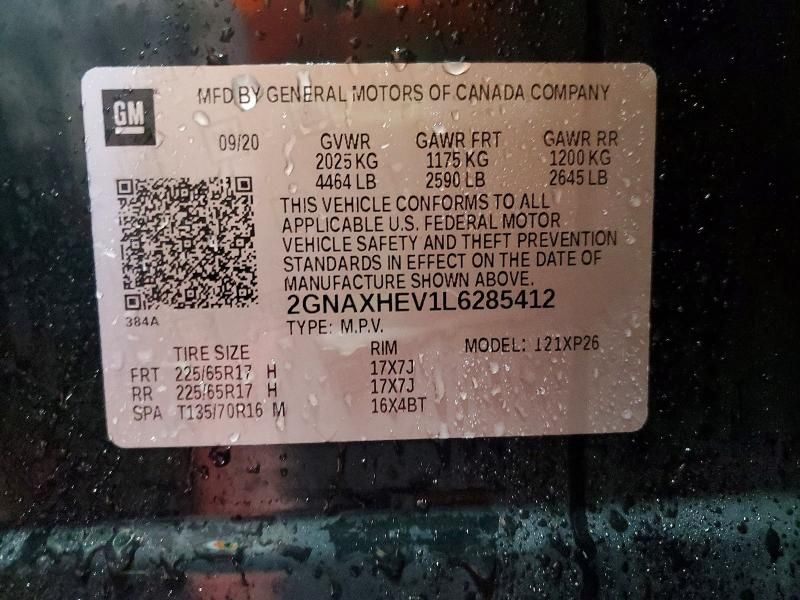 GM
MFD BY GENERAL MOTORS OF CANADA COMPANY
09/20 GVWR GAWR FRT GAWR RR
2025 KG 1175 KG 1200 KG
4464 LB 2590 LB 2645 LB
THIS VEHICLE CONFORMS TO ALL
APPLICABLE U.S. FEDERAL MOTOR
VEHICLE SAFETY AND THEFT PREVENTION
STANDARDS IN EFFECT ON THE DATE OF
MANUFACTURE SHOWN ABOVE.
2GNAXHEV1L6285412
384A
TYPE: M.P.V.
TIRE SIZE RIM MODEL: 121XP26
FRT 225/65R17 H 17X7J
RR 225/65R17 H 17X7J
SPA T135/70R16 M 16X4BT